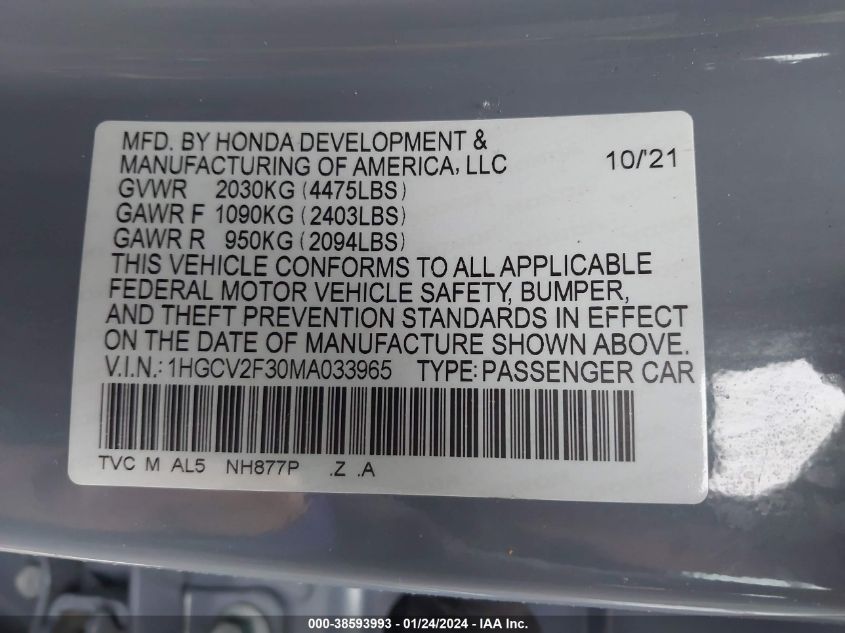 MFD. BY HONDA DEVELOPMENT &
MANUFACTURING OF AMERICA, LLC 10/'21
GVWR 2030KG (4475LBS)
GAWR F 1090KG (2403LBS)
GAWR R 950KG (2094LBS)
THIS VEHICLE CONFORMS TO ALL APPLICABLE
FEDERAL MOTOR VEHICLE SAFETY, BUMPER,
AND THEFT PREVENTION STANDARDS IN EFFECT
ON THE DATE OF MANUFACTURE SHOWN ABOVE.
V.I.N.: 1HGCV2F30MA033965 TYPE: PASSENGER CAR
TVC M AL5 NH877P .Z .A
000-38593993 / 01/24/2024 - IAA Inc.